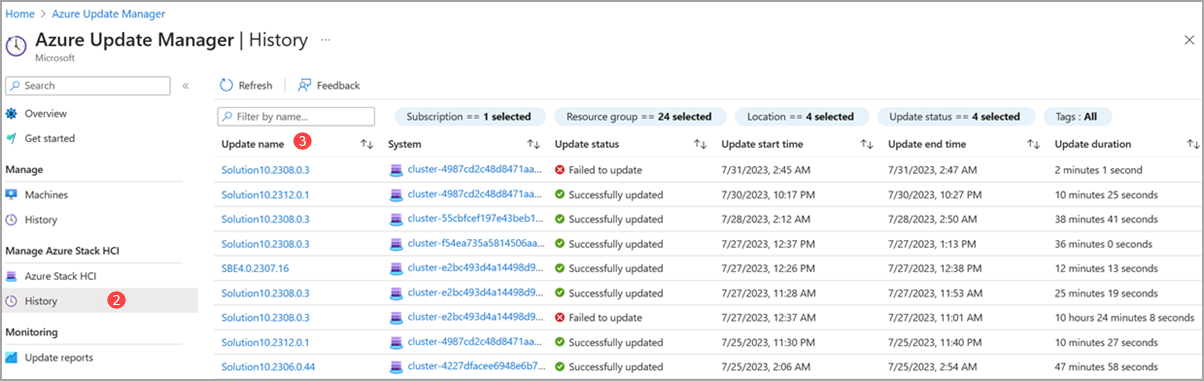 Home > Azure Update Manager
Azure Update Manager | History ...
Microsoft
Search «
Refresh Feedback
Filter by name... Subscription == 1 selected Resource group == 24 selected Location == 4 selected Update status == 4 selected Tags : All
Overview
Get started
Manage
Machines
History
Manage Azure Stack HCI
Azure Stack HCI
History 2
Monitoring
Update reports
Update name 3 System Update status Update start time Update end time Update duration
Solution10.2308.0.3 cluster-4987cd2c48d8471aa... Failed to update 7/31/2023, 2:45 AM 7/31/2023, 2:47 AM 2 minutes 1 second
Solution10.2312.0.1 cluster-4987cd2c48d8471aa... Successfully updated 7/30/2023, 10:17 PM 7/30/2023, 10:27 PM 10 minutes 25 seconds
Solution10.2308.0.3 cluster-55cbfcef197e43beb1... Successfully updated 7/28/2023, 2:12 AM 7/28/2023, 2:50 AM 38 minutes 41 seconds
Solution10.2308.0.3 cluster-f54ea735a5814506aa... Successfully updated 7/27/2023, 12:37 PM 7/27/2023, 1:13 PM 36 minutes 0 seconds
SBE4.0.2307.16 cluster-e2bc493d4a14498d9... Successfully updated 7/27/2023, 12:26 PM 7/27/2023, 12:38 PM 12 minutes 13 seconds
Solution10.2308.0.3 cluster-e2bc493d4a14498d9... Successfully updated 7/27/2023, 11:28 AM 7/27/2023, 11:53 AM 25 minutes 19 seconds
Solution10.2308.0.3 cluster-e2bc493d4a14498d9... Failed to update 7/27/2023, 12:37 AM 7/27/2023, 11:01 AM 10 hours 24 minutes 8 seconds
Solution10.2312.0.1 cluster-4987cd2c48d8471aa... Successfully updated 7/25/2023, 11:30 PM 7/25/2023, 11:40 PM 10 minutes 27 seconds
Solution10.2306.0.44 cluster-4227dfacee6948e6b7... Successfully updated 7/25/2023, 2:06 AM 7/25/2023, 2:54 AM 47 minutes 58 seconds